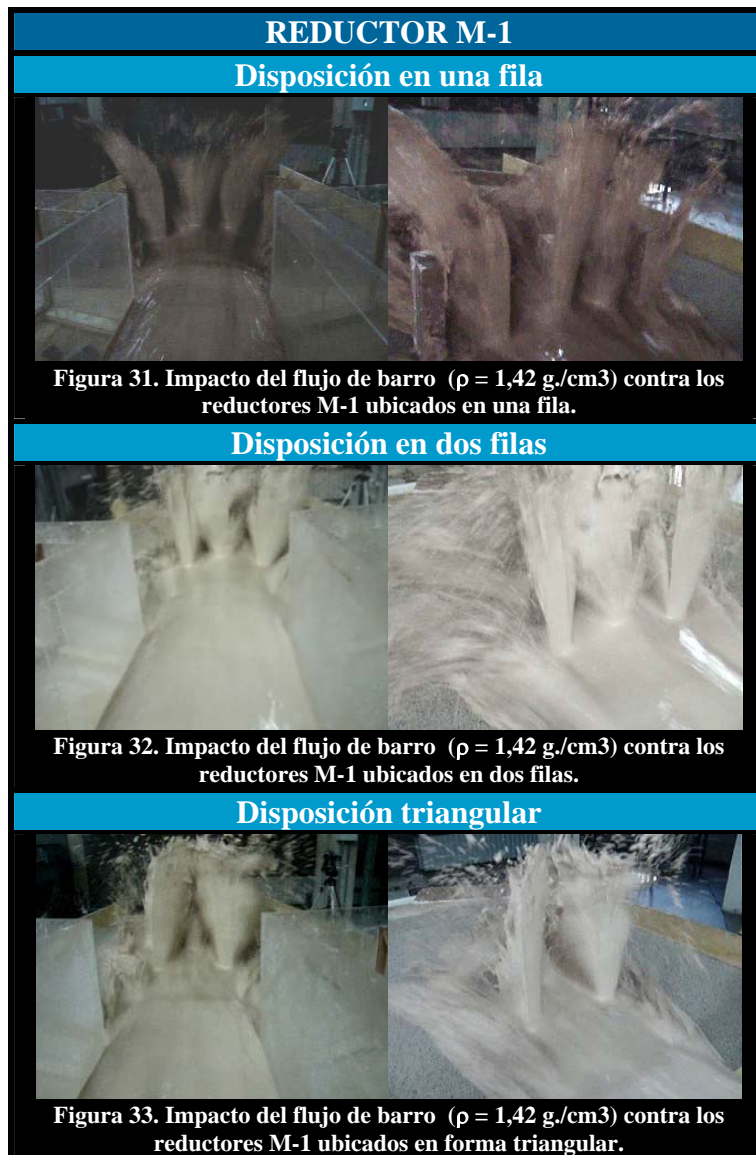 REDUCTOR M-1
Disposición en una fila
Figura 31. Impacto del flujo de barro (ρ = 1,42 g./cm3) contra los
reductores M-1 ubicados en una fila.
Disposición en dos filas
Figura 32. Impacto del flujo de barro (ρ = 1,42 g./cm3) contra los
reductores M-1 ubicados en dos filas.
Disposición triangular
Figura 33. Impacto del flujo de barro (ρ = 1,42 g./cm3) contra los
reductores M-1 ubicados en forma triangular.